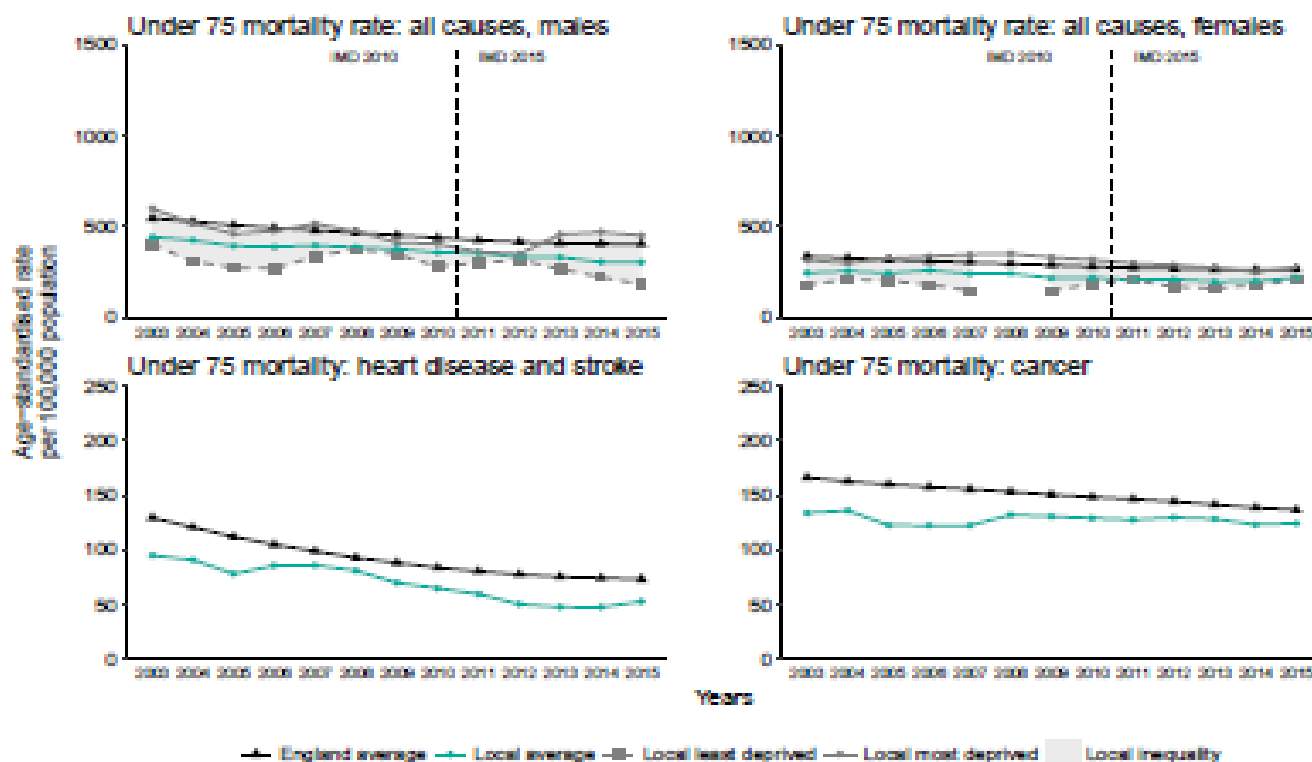 Under 75 mortality rate: all causes, males
IMD 2010 IMD 2015
1500
1000
500
0
2003 2004 2005 2006 2007 2008 2009 2010 2011 2012 2013 2014 2015
Under 75 mortality rate: all causes, females
IMD 2010 IMD 2015
1500
1000
500
0
2003 2004 2005 2006 2007 2008 2009 2010 2011 2012 2013 2014 2015
Age-standardised rate
per 100,000 population
Under 75 mortality: heart disease and stroke
250
200
150
100
50
0
2003 2004 2005 2006 2007 2008 2009 2010 2011 2012 2013 2014 2015
Under 75 mortality: cancer
250
200
150
100
50
0
2003 2004 2005 2006 2007 2008 2009 2010 2011 2012 2013 2014 2015
Years
England average Local average Local least deprived Local most deprived Local inequality